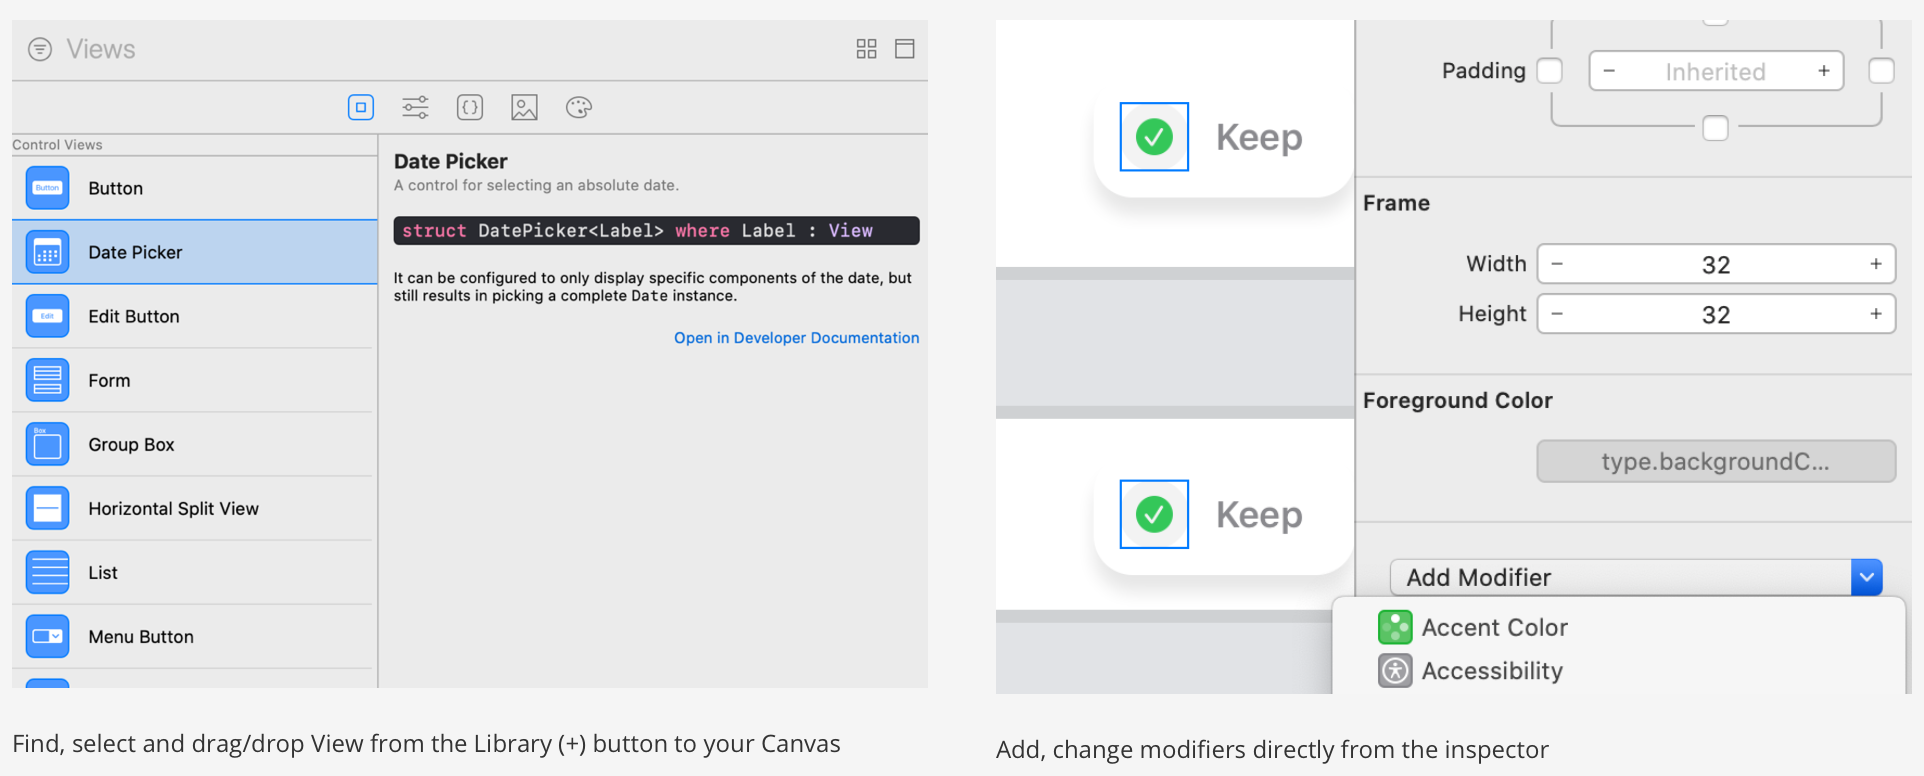 Views
Control Views
Button
Button
Date Picker
Edit
Edit Button
Form
Box
Group Box
Horizontal Split View
List
Menu Button
Date Picker
A control for selecting an absolute date.
struct DatePicker<Label> where Label : View
It can be configured to only display specific components of the date, but
still results in picking a complete Date instance.
Open in Developer Documentation
Find, select and drag/drop View from the Library (+) button to your Canvas
Keep
Keep
Padding
− Inherited +
Frame
Width − 32 +
Height − 32 +
Foreground Color
type.backgroundC...
Add Modifier
Accent Color
Accessibility
Add, change modifiers directly from the inspector